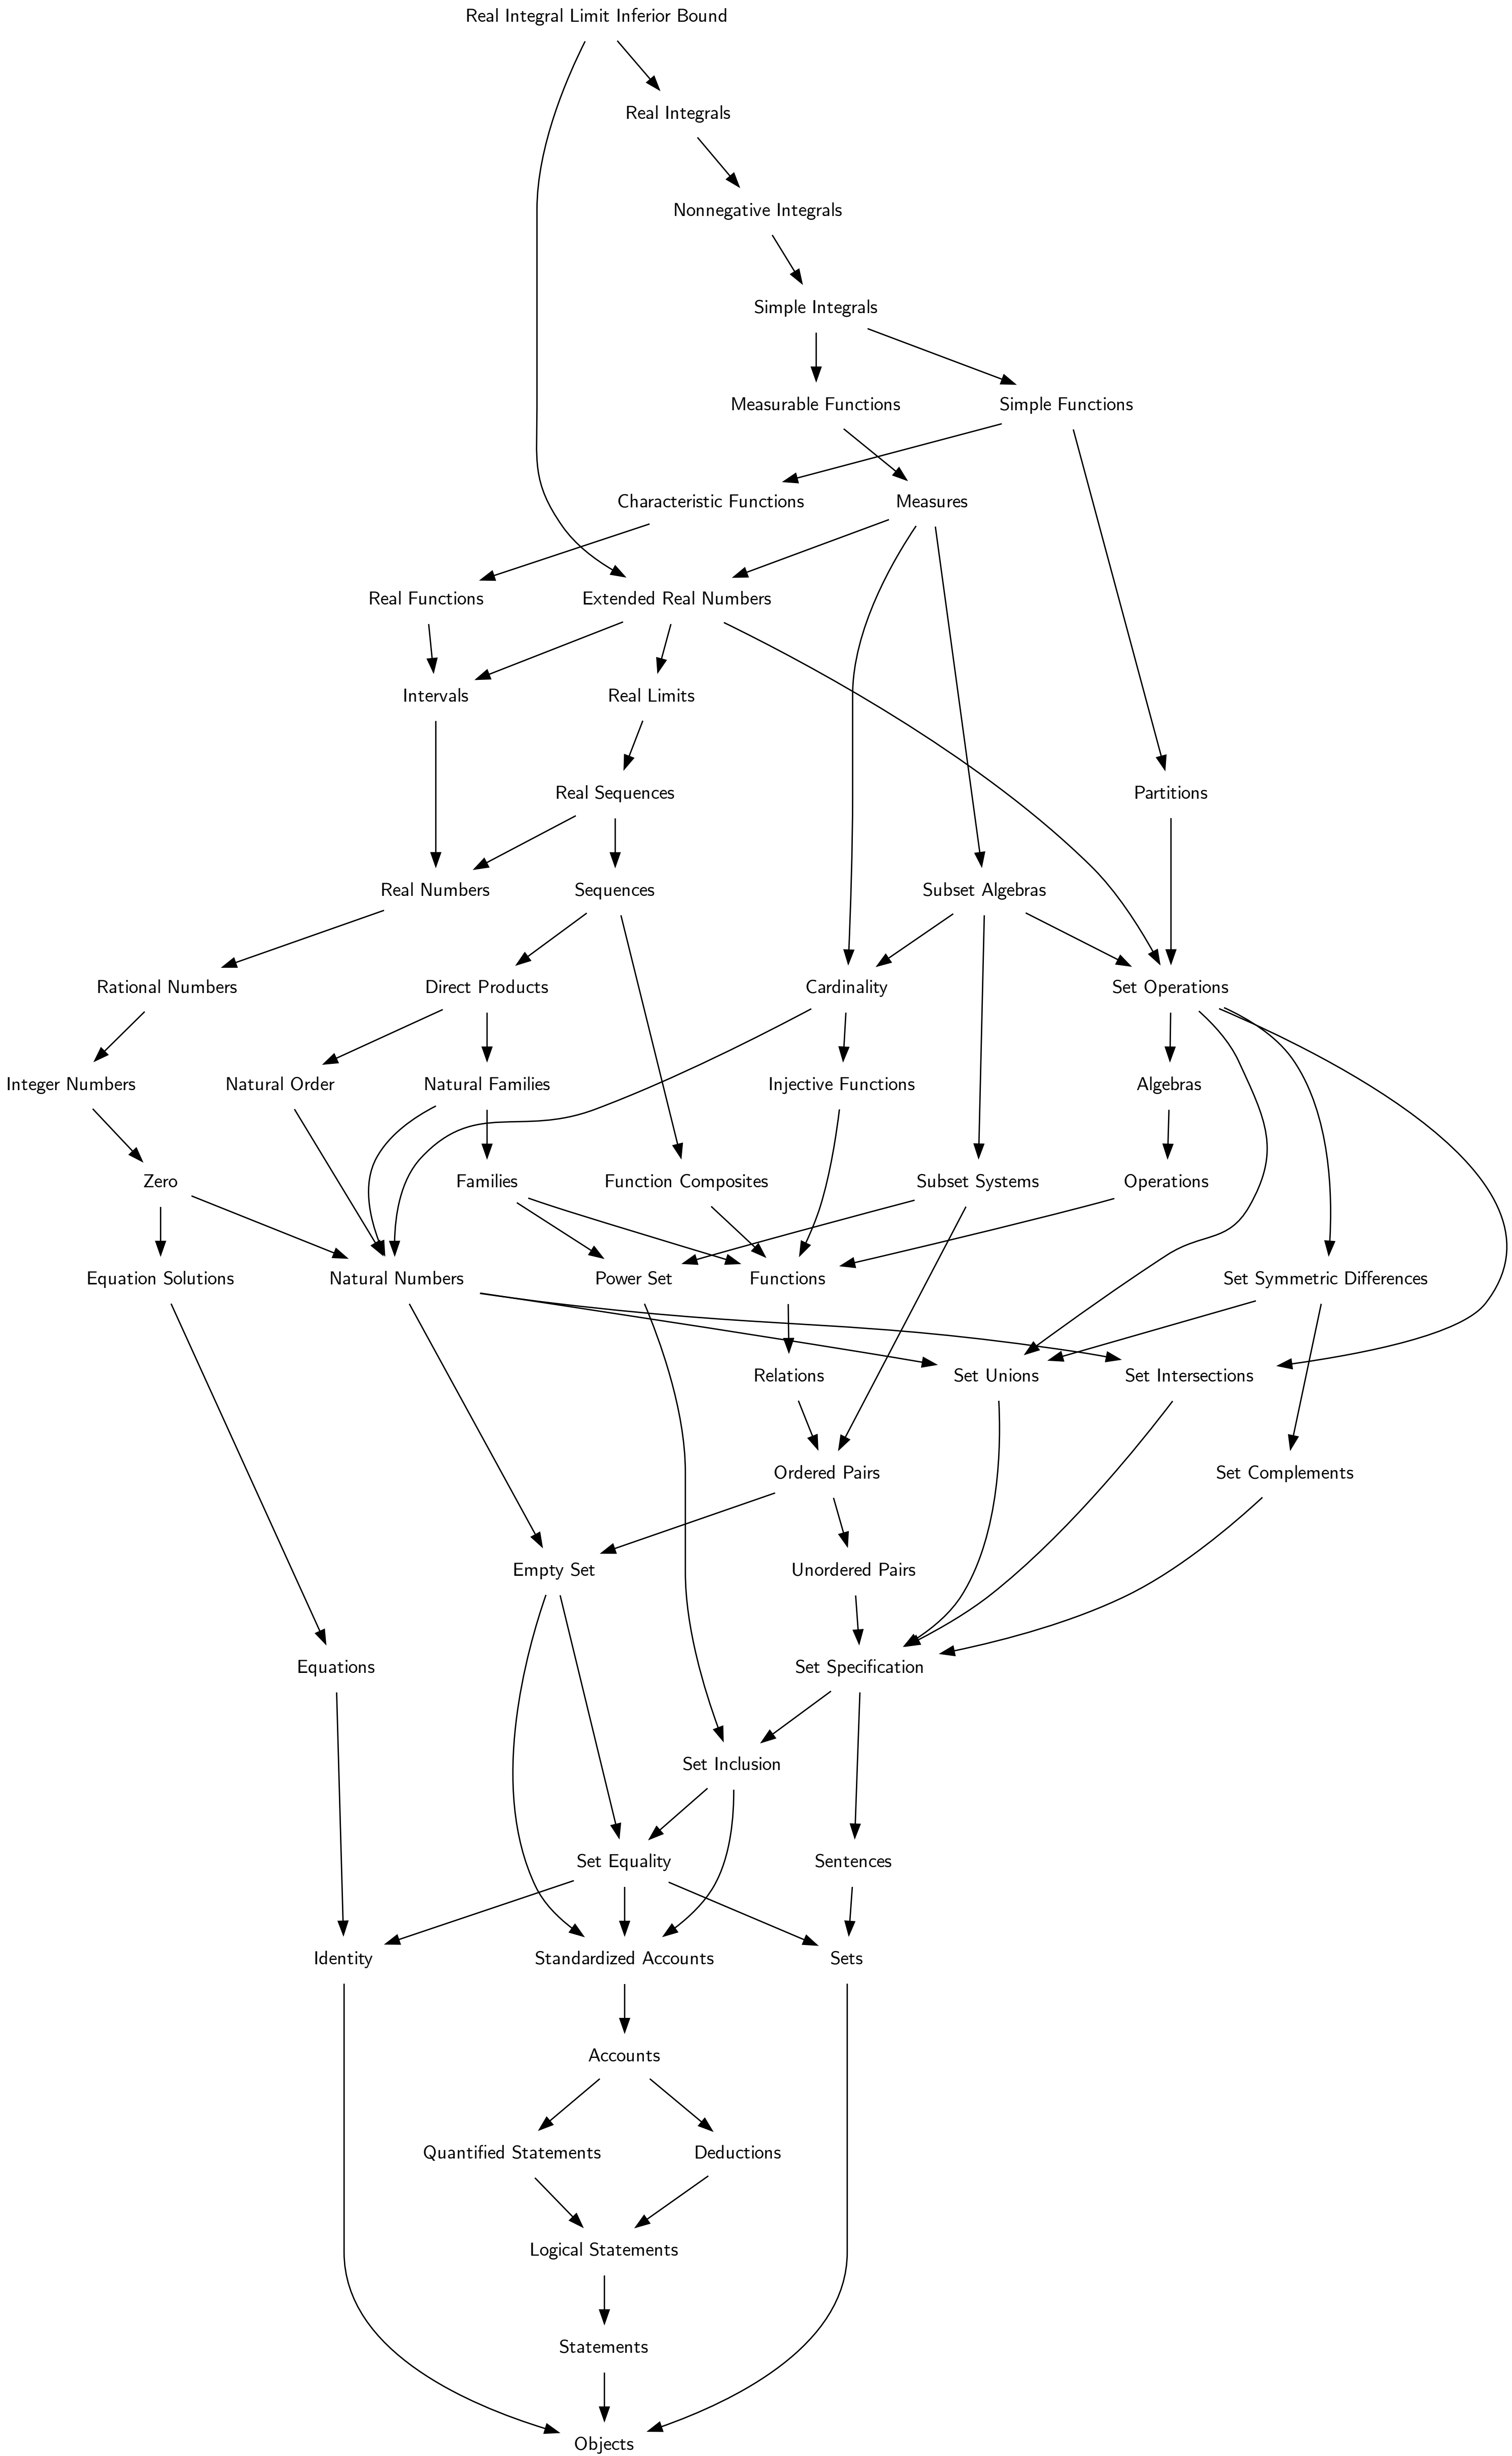 Real Integral Limit Inferior Bound
Real Integrals
Nonnegative Integrals
Simple Integrals
Measurable Functions
Simple Functions
Characteristic Functions
Measures
Real Functions
Extended Real Numbers
Intervals
Real Limits
Real Sequences
Partitions
Real Numbers
Sequences
Subset Algebras
Rational Numbers
Direct Products
Cardinality
Set Operations
Integer Numbers
Natural Order
Natural Families
Injective Functions
Algebras
Zero
Families
Function Composites
Subset Systems
Operations
Equation Solutions
Natural Numbers
Power Set
Functions
Set Symmetric Differences
Relations
Set Unions
Set Intersections
Ordered Pairs
Set Complements
Empty Set
Unordered Pairs
Equations
Set Specification
Set Inclusion
Set Equality
Sentences
Identity
Standardized Accounts
Sets
Accounts
Quantified Statements
Deductions
Logical Statements
Statements
Objects